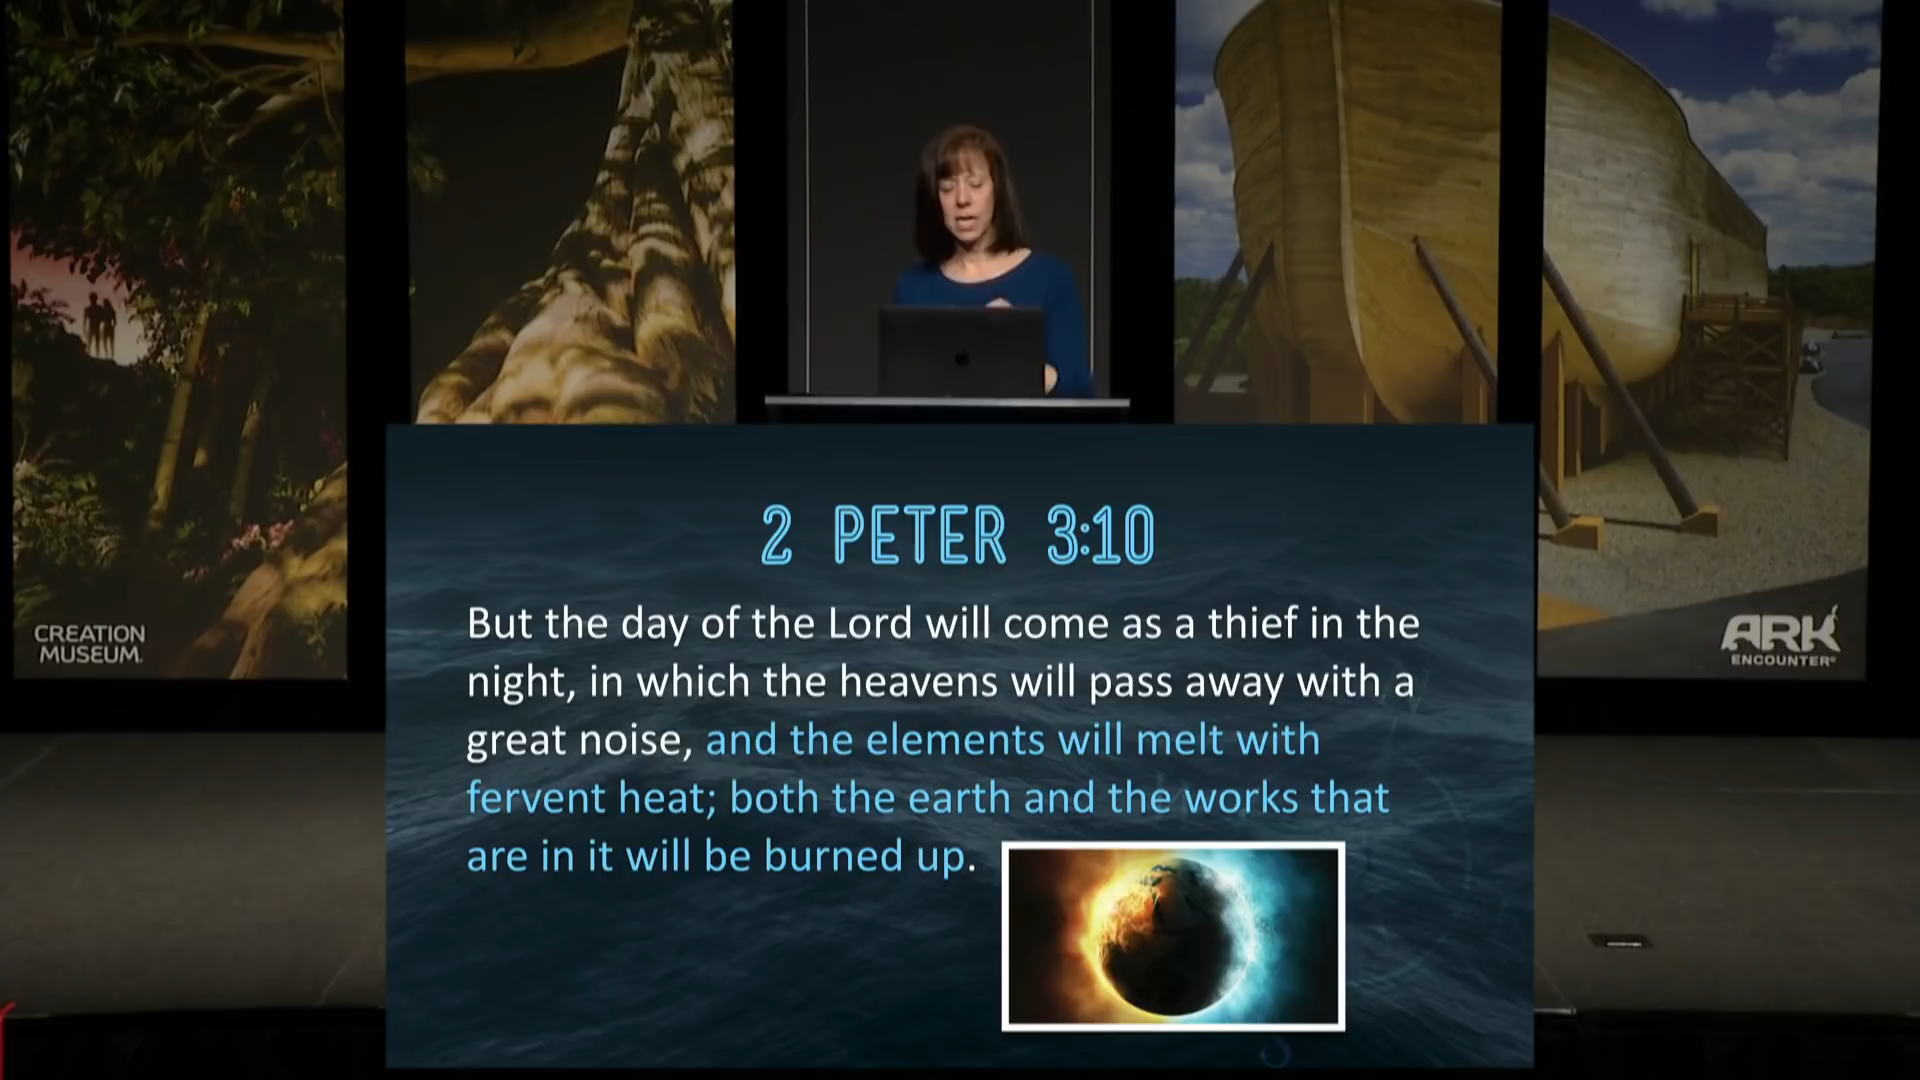 2 PETER 3:10
But the day of the Lord will come as a thief in the
night, in which the heavens will pass away with a
great noise, and the elements will melt with
fervent heat; both the earth and the works that
are in it will be burned up.
CREATION
MUSEUM.
ARK
ENCOUNTER®